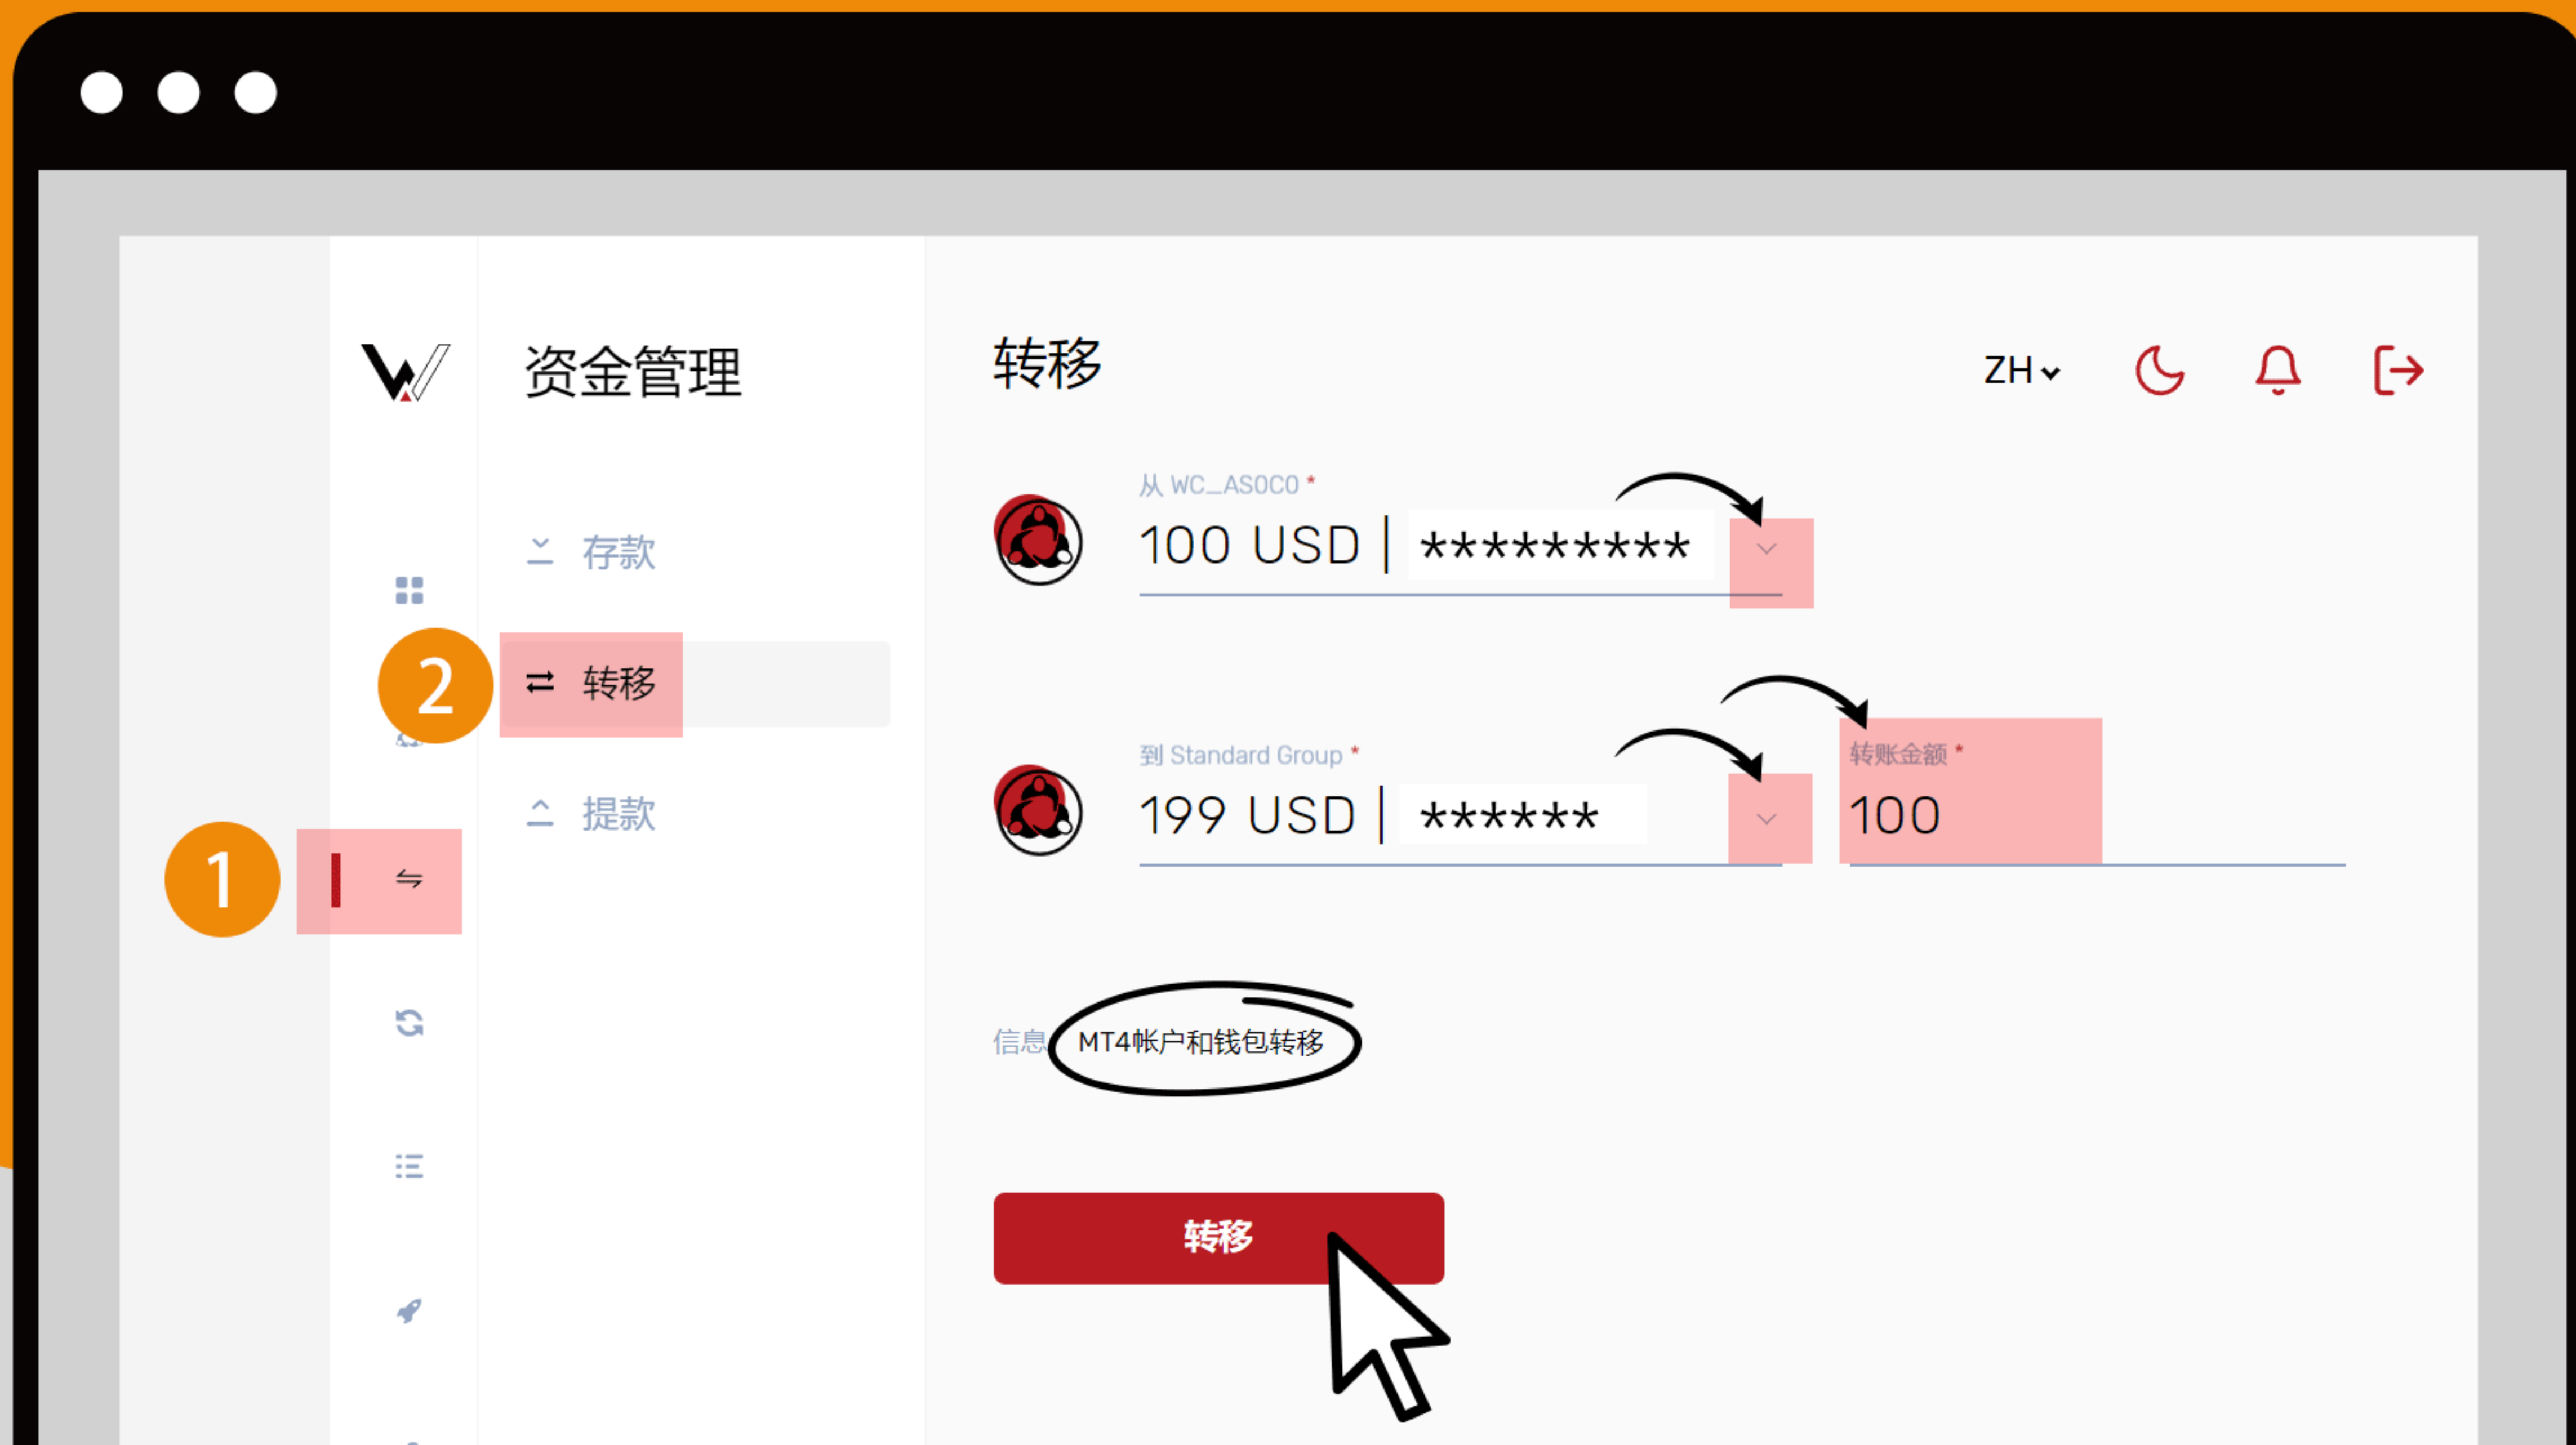 资金管理
存款
2
转移
提款
1
转移
ZH
从 WC_ASOCO *
100 USD | *********
到 Standard Group *
199 USD | ******
转账金额 *
100
信息 MT4帐户和钱包转移
转移